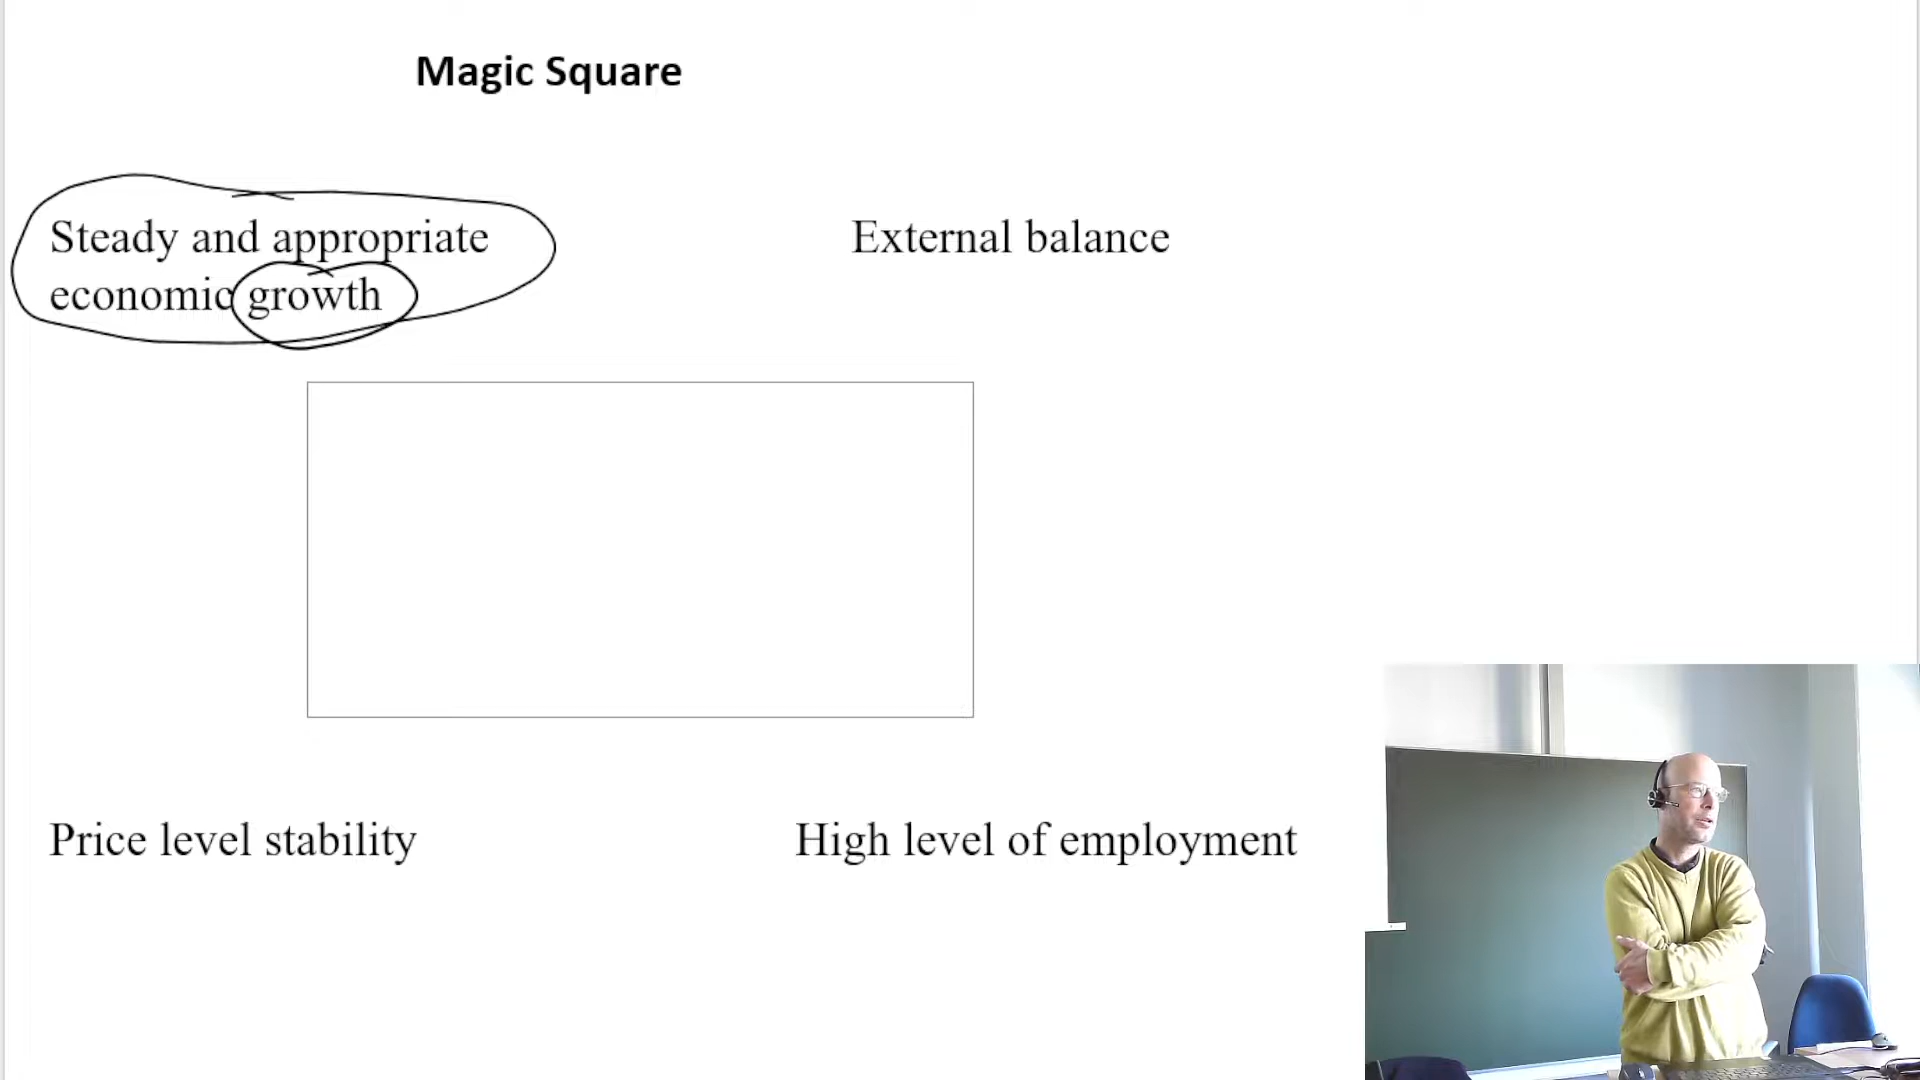 Magic Square
Steady and appropriate
economic growth
External balance
Price level stability
High level of employment